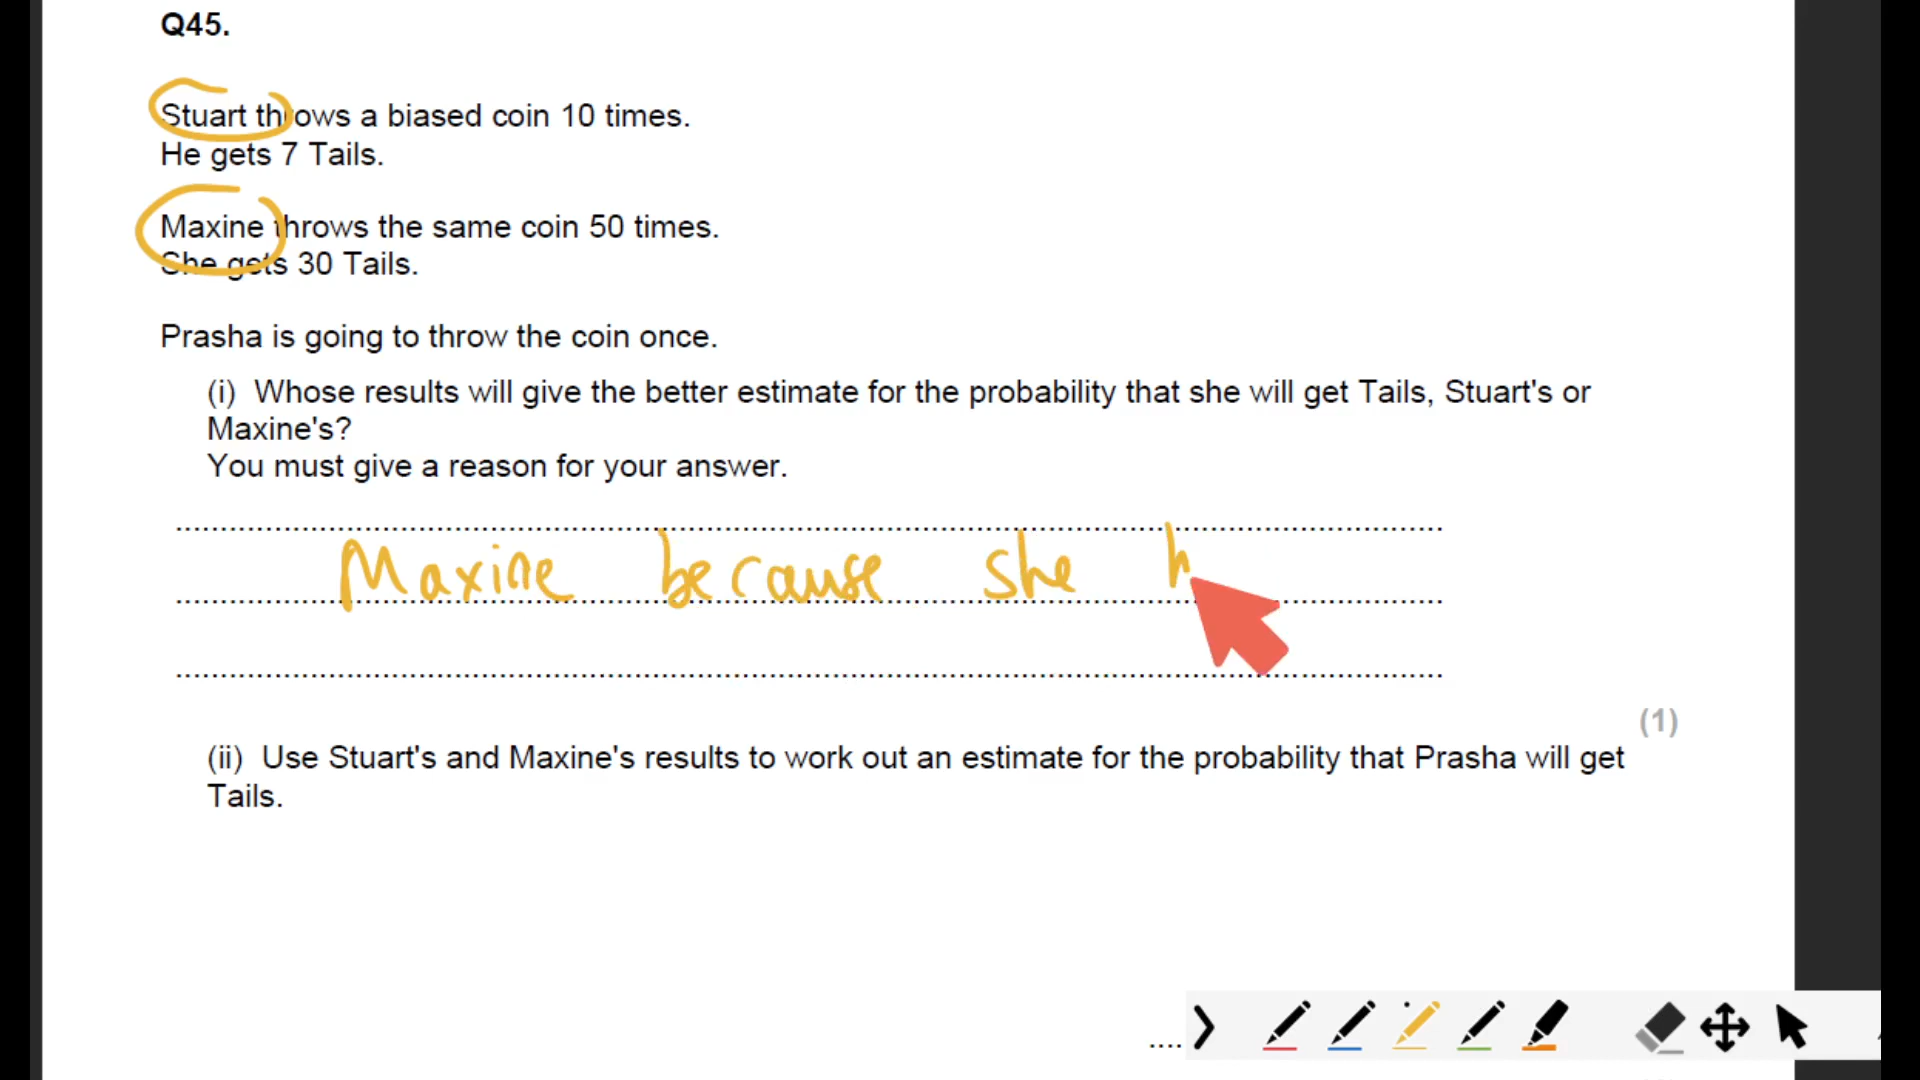 Q45.
Stuart throws a biased coin 10 times.
He gets 7 Tails.
Maxine throws the same coin 50 times.
She gets 30 Tails.
Prasha is going to throw the coin once.
(i) Whose results will give the better estimate for the probability that she will get Tails, Stuart's or
Maxine's?
You must give a reason for your answer.
Maxine because she h
(1)
(ii) Use Stuart's and Maxine's results to work out an estimate for the probability that Prasha will get
Tails.